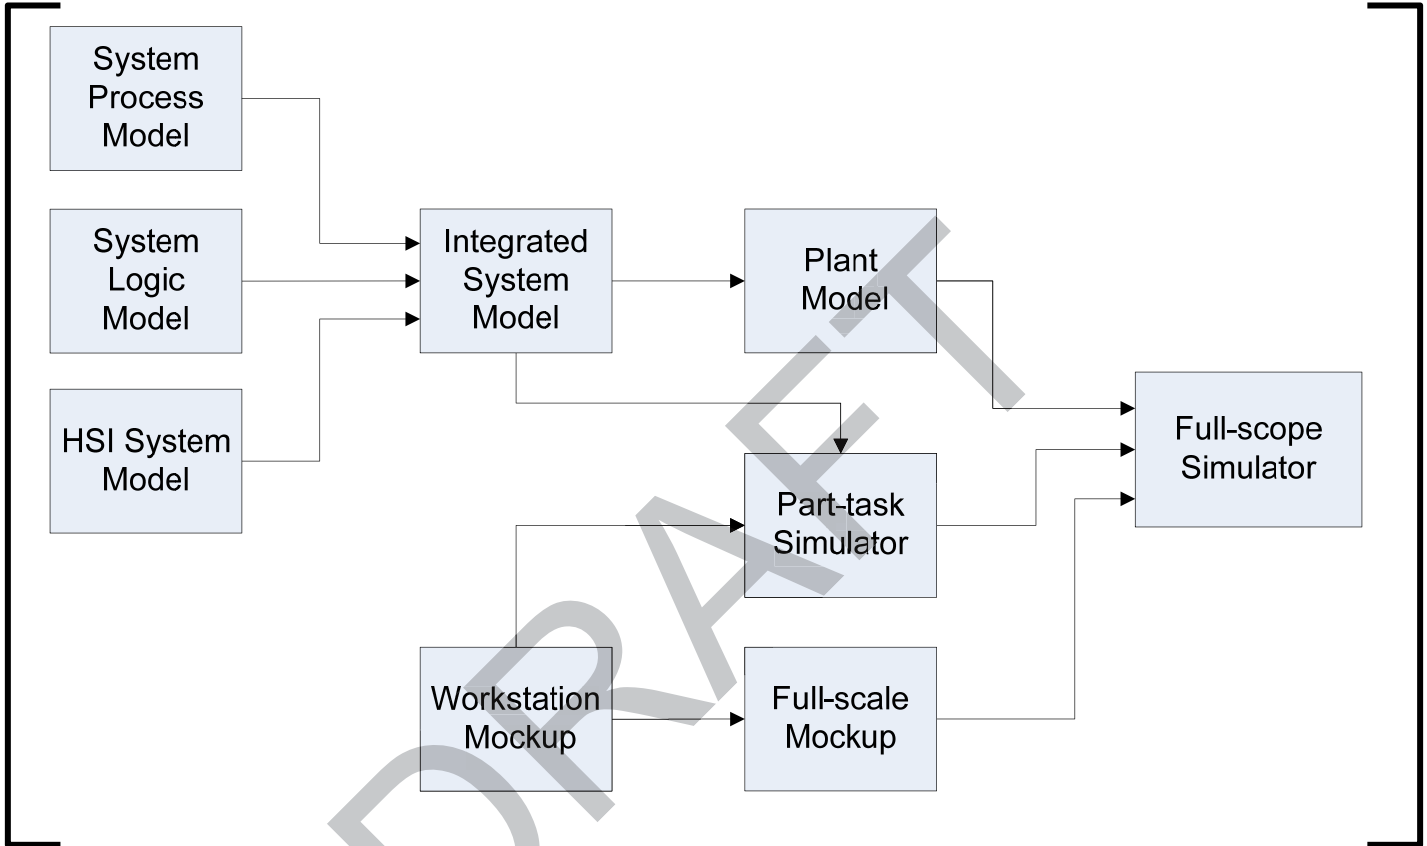 System
Process
Model
System
Logic
Model
HSI System
Model
Integrated
System
Model
Plant
Model
Part-task
Simulator
Workstation
Mockup
Full-scale
Mockup
Full-scope
Simulator
DRAFT